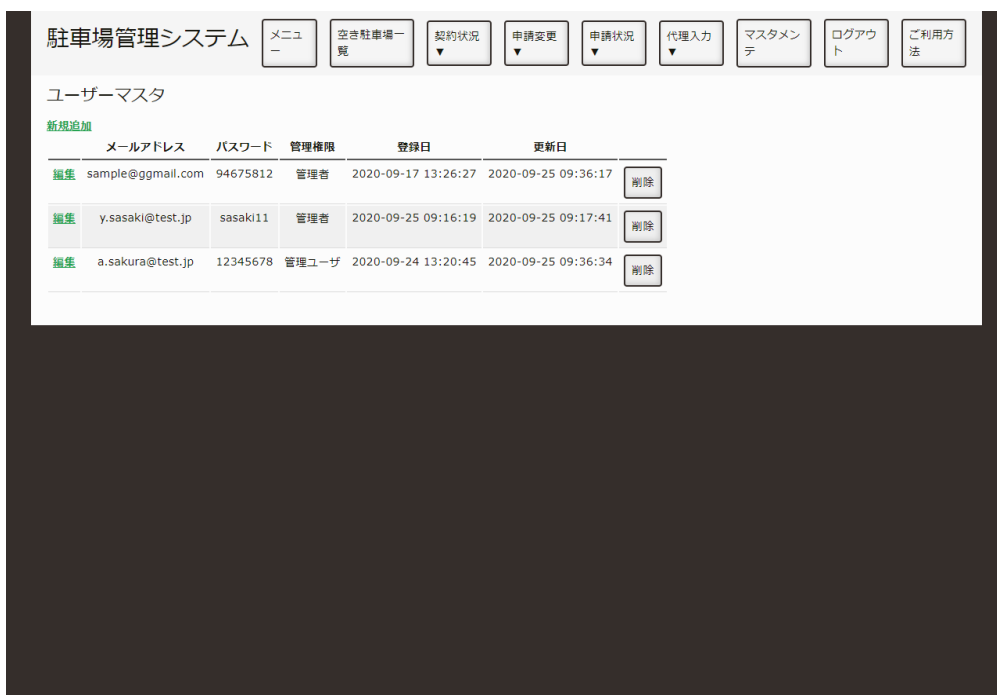 駐車場管理システム
メニュー
空き駐車場一覧
契約状況
▼
申請変更
▼
申請状況
▼
代理入力
▼
マスタメンテ
ログアウト
ご利用方法
ユーザーマスタ
新規追加
メールアドレス パスワード 管理権限 登録日 更新日
編集 sample@ggmail.com 94675812 管理者 2020-09-17 13:26:27 2020-09-25 09:36:17 削除
編集 y.sasaki@test.jp sasaki11 管理者 2020-09-25 09:16:19 2020-09-25 09:17:41 削除
編集 a.sakura@test.jp 12345678 管理ユーザ 2020-09-24 13:20:45 2020-09-25 09:36:34 削除